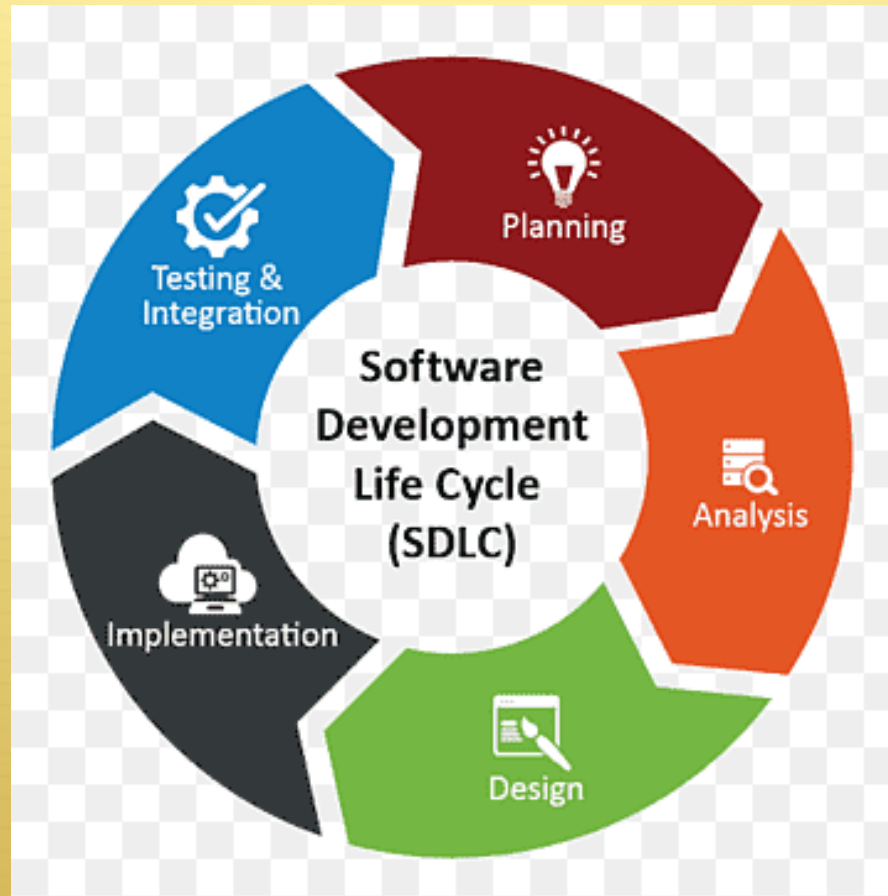 Software
Development
Life Cycle
(SDLC)
Planning
Analysis
Design
Implementation
Testing &
Integration